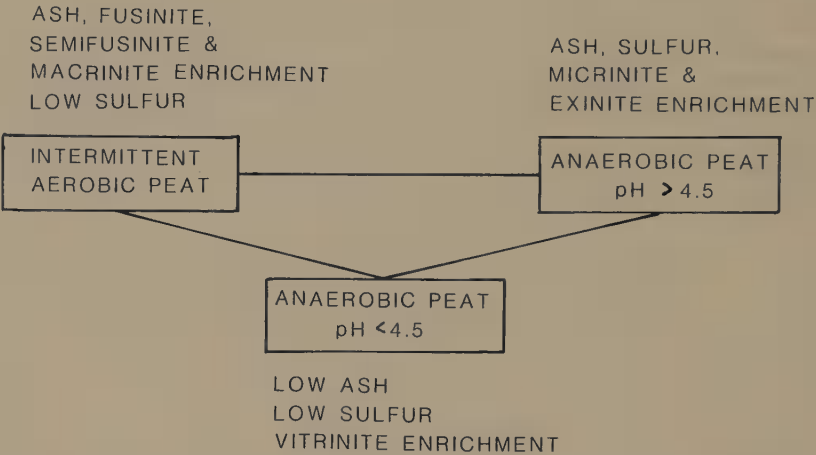 ASH, FUSINITE,
SEMIFUSINITE &
MACRINITE ENRICHMENT
LOW SULFUR
ASH, SULFUR,
MICRINITE &
EXINITE ENRICHMENT
INTERMITTENT
AEROBIC PEAT
ANAEROBIC PEAT
pH > 4.5
ANAEROBIC PEAT
pH < 4.5
LOW ASH
LOW SULFUR
VITRINITE ENRICHMENT